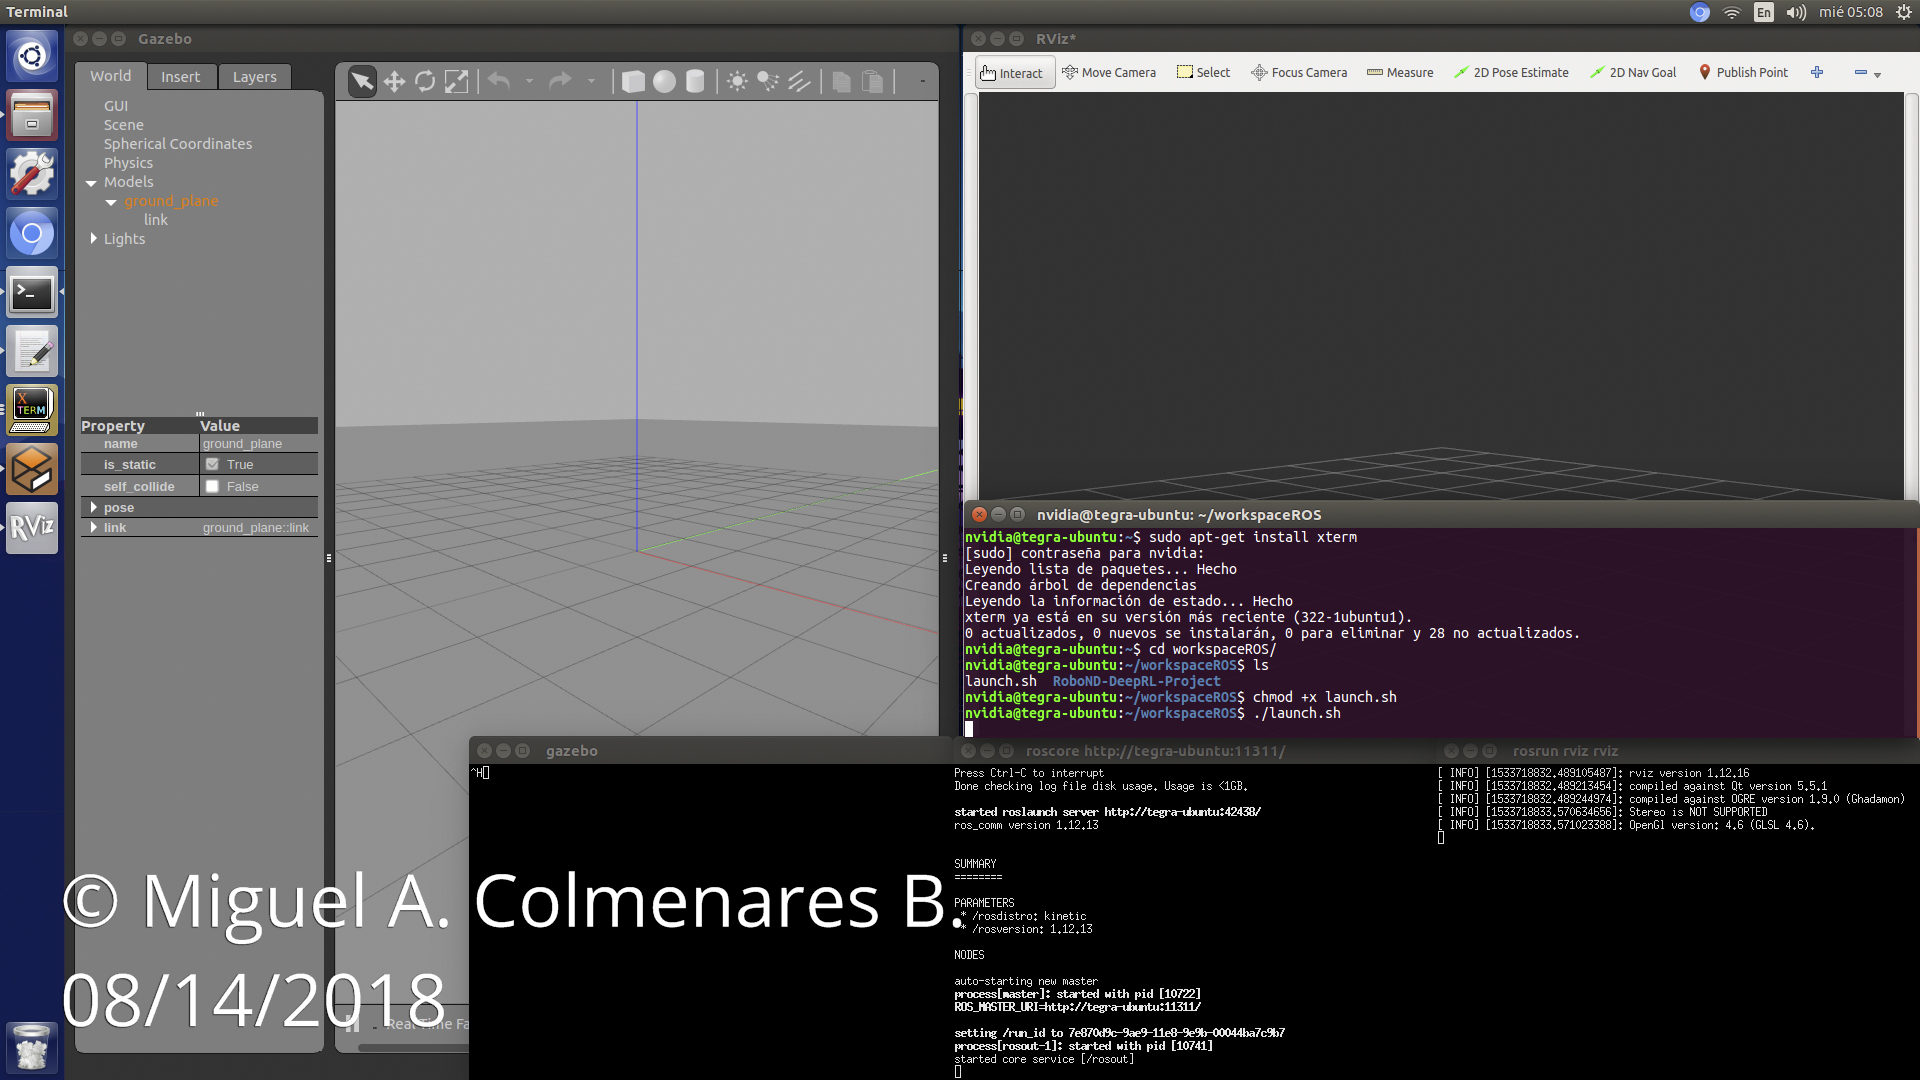 Terminal
En
mié 05:08
Gazebo
World
Insert
Layers
GUI
Scene
Spherical Coordinates
Physics
Models
ground_plane
link
Lights
Property Value
name ground_plane
is_static True
self_collide False
pose
link ground_plane::link
X
TERM
RViz
RViz*
Interact
Move Camera
Select
Focus Camera
Measure
2D Pose Estimate
2D Nav Goal
Publish Point
nvidia@tegra-ubuntu: ~/workspaceROS
nvidia@tegra-ubuntu:~$ sudo apt-get install xterm
[sudo] contraseña para nvidia:
Leyendo lista de paquetes... Hecho
Creando árbol de dependencias
Leyendo la información de estado... Hecho
xterm ya está en su versión más reciente (322-1ubuntu1).
0 actualizados, 0 nuevos se instalarán, 0 para eliminar y 28 no actualizados.
nvidia@tegra-ubuntu:~$ cd workspaceROS/
nvidia@tegra-ubuntu:~/workspaceROS$ ls
launch.sh RoboND-DeepRL-Project
nvidia@tegra-ubuntu:~/workspaceROS$ chmod +x launch.sh
nvidia@tegra-ubuntu:~/workspaceROS$ ./launch.sh
gazebo
^H
roscore http://tegra-ubuntu:11311/
Press Ctrl-C to interrupt
Done checking log file disk usage. Usage is <1GB.
started roslaunch server http://tegra-ubuntu:42438/
ros_comm version 1.12.13
SUMMARY
========
PARAMETERS
* /rosdistro: kinetic
* /rosversion: 1.12.13
NODES
auto-starting new master
process[master]: started with pid [10722]
ROS_MASTER_URI=http://tegra-ubuntu:11311/
setting /run_id to 7e870d9c-9ae9-11e8-9e9b-00044ba7c9b7
process[rosout-1]: started with pid [10741]
started core service [/rosout]
rosrun rviz rviz
[ INFO] [1533718832.489105487]: rviz version 1.12.16
[ INFO] [1533718832.489213454]: compiled against Qt version 5.5.1
[ INFO] [1533718832.489244974]: compiled against OGRE version 1.9.0 (Ghadamon)
[ INFO] [1533718833.570634656]: Stereo is NOT SUPPORTED
[ INFO] [1533718833.571023388]: OpenGl version: 4.6 (GLSL 4.6).
© Miguel A. Colmenares B.
08/14/2018
Real Time Fa